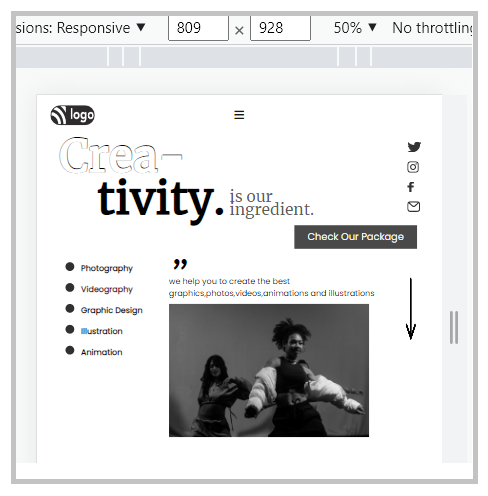 sions: Responsive ▼ 809 × 928 50% ▼ No throttling
logo
Crea-
tivity.
is our
ingredient.
Check Our Package
Photography
Videography
Graphic Design
Illustration
Animation
”
we help you to create the best
graphics,photos,videos,animations and illustrations